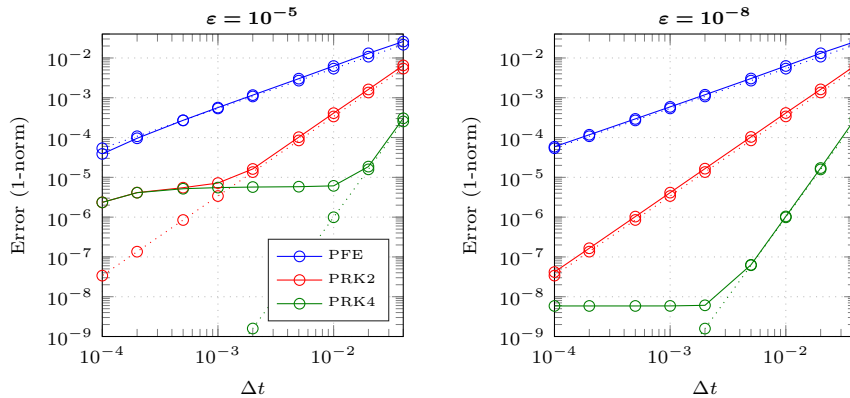 ε = 10⁻⁵
10⁻²
10⁻³
10⁻⁴
10⁻⁵
10⁻⁶
10⁻⁷
10⁻⁸
10⁻⁹
Error (1-norm)
PFE
PRK2
PRK4
10⁻⁴ 10⁻³ 10⁻²
Δt
ε = 10⁻⁸
10⁻²
10⁻³
10⁻⁴
10⁻⁵
10⁻⁶
10⁻⁷
10⁻⁸
10⁻⁹
Error (1-norm)
10⁻⁴ 10⁻³ 10⁻²
Δt